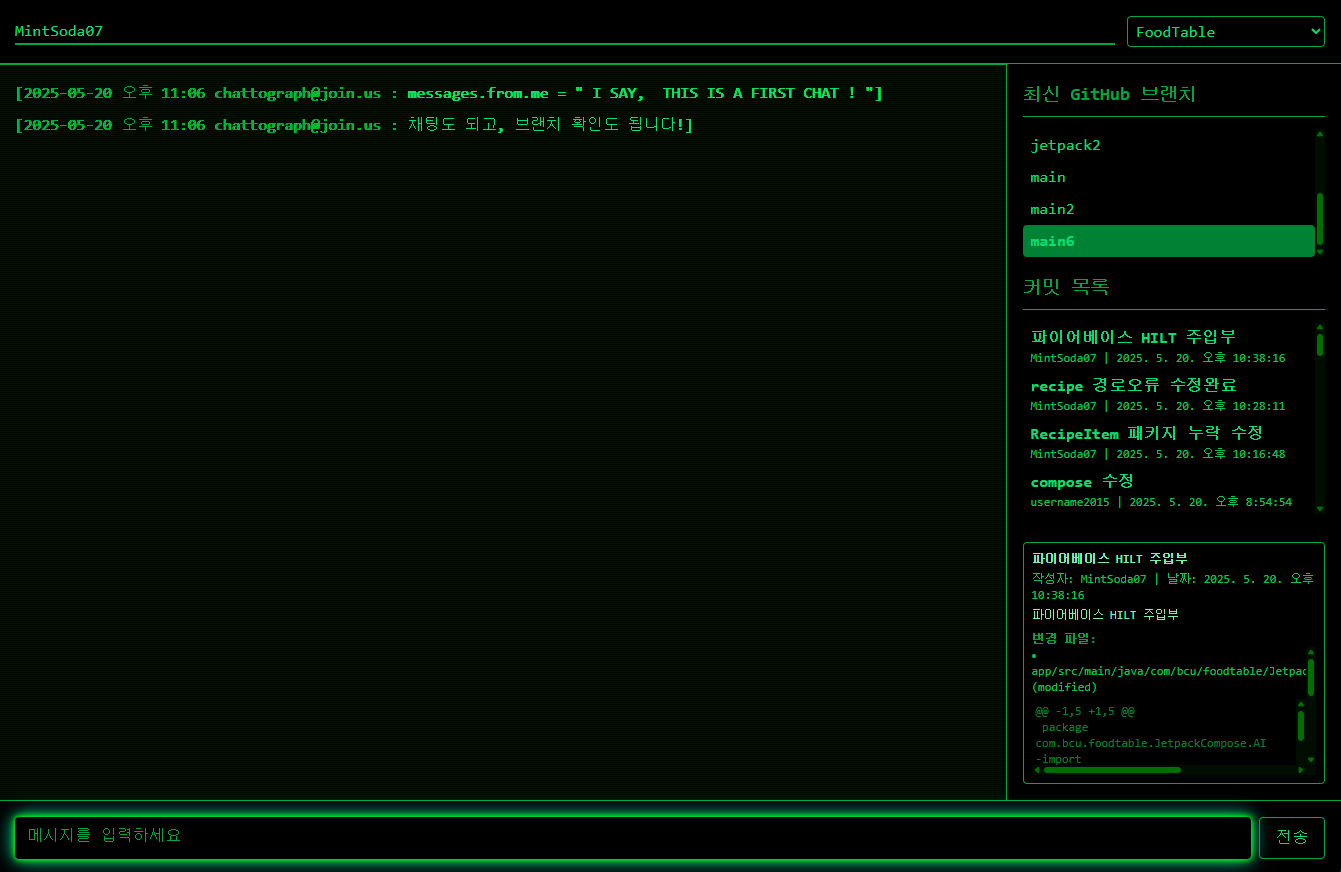 MintSoda07
FoodTable
[2025-05-20 오후 11:06 chattograph@join.us : messages.from.me = " I SAY,  THIS IS A FIRST CHAT ! "]
[2025-05-20 오후 11:06 chattograph@join.us : 채팅도 되고, 브랜치 확인도 됩니다!]
최신 GitHub 브랜치
jetpack2
main
main2
main6
커밋 목록
파이어베이스 HILT 주입부
MintSoda07 | 2025. 5. 20. 오후 10:38:16
recipe 경로오류 수정완료
MintSoda07 | 2025. 5. 20. 오후 10:28:11
RecipeItem 패키지 누락 수정
MintSoda07 | 2025. 5. 20. 오후 10:16:48
compose 수정
username2015 | 2025. 5. 20. 오후 8:54:54
파이어베이스 HILT 주입부
작성자: MintSoda07 | 날짜: 2025. 5. 20. 오후
10:38:16
파이어베이스 HILT 주입부
변경 파일:
•
app/src/main/java/com/bcu/foodtable/Jetpac
(modified)
@@ -1,5 +1,5 @@
 package
com.bcu.foodtable.JetpackCompose.AI
-import
메시지를 입력하세요
전송